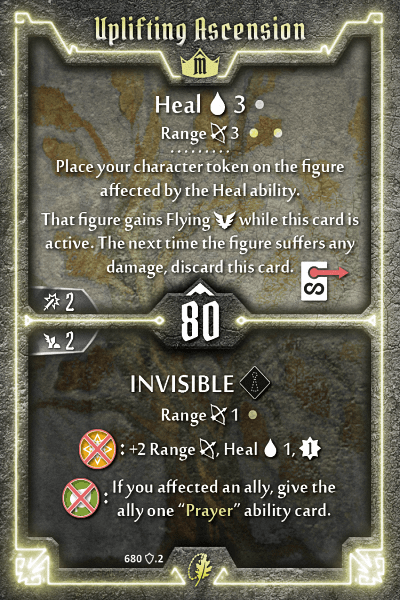 Uplifting Ascension
M
Heal 3
Range 3
Place your character token on the figure
affected by the Heal ability.
That figure gains Flying while this card is
active. The next time the figure suffers any
damage, discard this card.
S
2
80
2
INVISIBLE
Range 1
: +2 Range, Heal 1, 1
: If you affected an ally, give the
ally one “Prayer” ability card.
680 .2